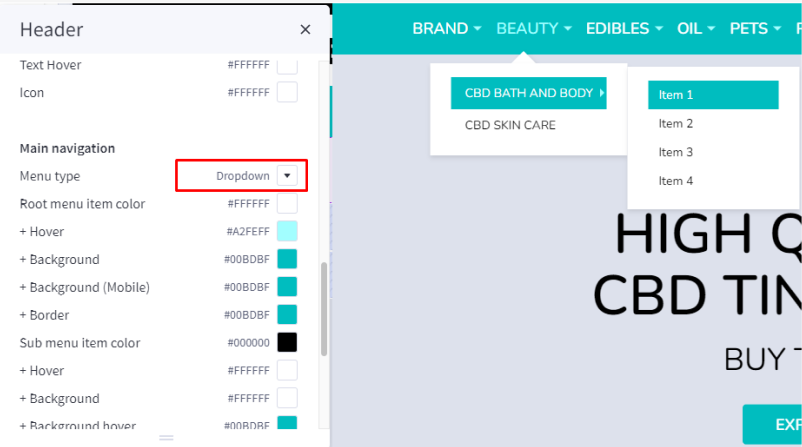 Header
Text Hover #FFFFFF
Icon #FFFFFF
Main navigation
Menu type Dropdown
Root menu item color #FFFFFF
+ Hover #A2FEFF
+ Background #00BDBF
+ Background (Mobile) #00BDBF
+ Border #00BDBF
Sub menu item color #000000
+ Hover #FFFFFF
+ Background #FFFFFF
+ Background hover #00BDBF
BRAND BEAUTY EDIBLES OIL PETS
CBD BATH AND BODY
CBD SKIN CARE
Item 1
Item 2
Item 3
Item 4
HIGH Q
CBD TIN
BUY T
EXP